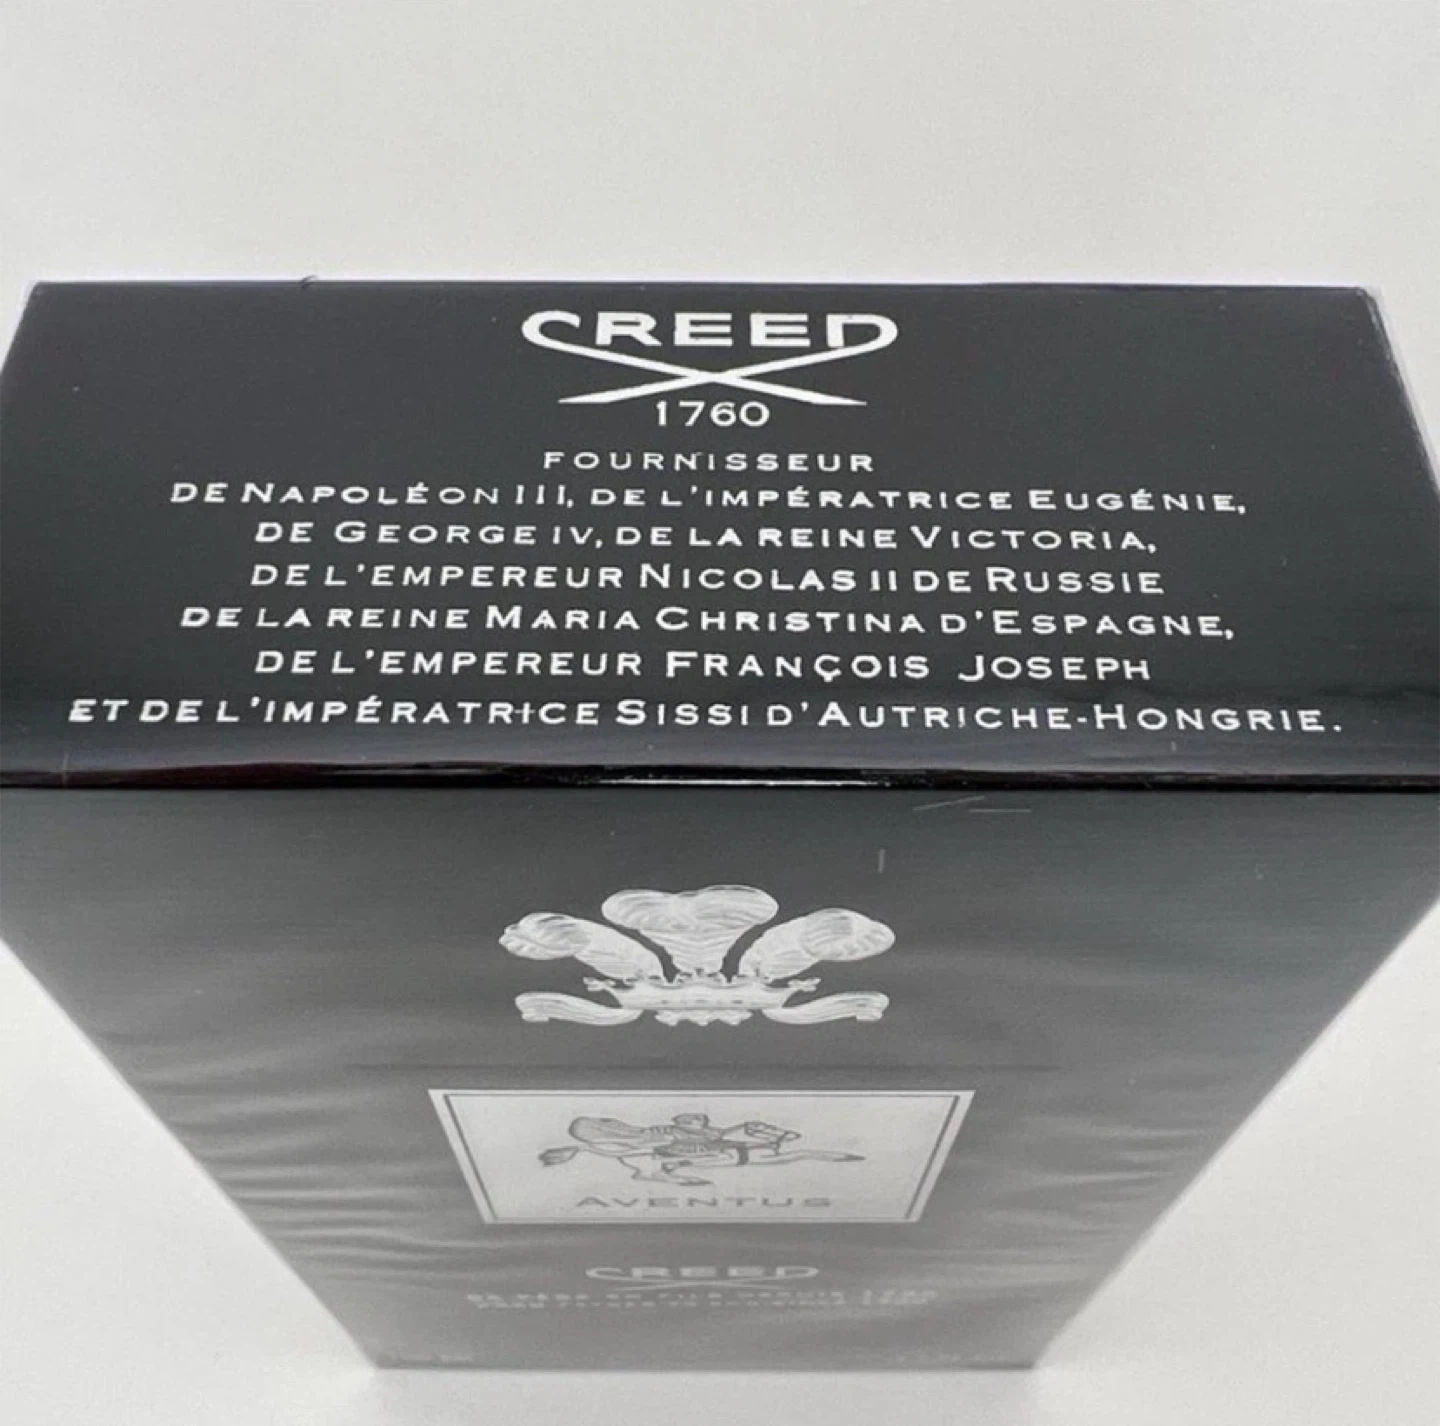 CREED
1760
FOURNISSEUR
DE NAPOLÉON III, DE L'IMPÉRATRICE EUGÉNIE,
DE GEORGE IV, DE LA REINE VICTORIA,
DE L'EMPEREUR NICOLAS II DE RUSSIE
DE LA REINE MARIA CHRISTINA D'ESPAGNE,
DE L'EMPEREUR FRANÇOIS JOSEPH
ET DE L'IMPÉRATRICE SISSI D'AUTRICHE-HONGRIE.
AVENTUS
CREED